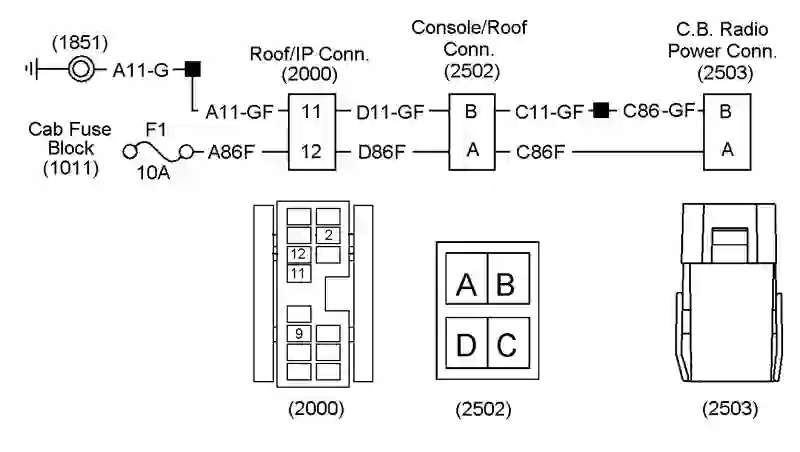 (1851)
A11-G
Roof/IP Conn.
(2000)
Console/Roof
Conn.
(2502)
C.B. Radio
Power Conn.
(2503)
A11-GF
11
D11-GF
B
C11-GF
C86-GF
B
Cab Fuse
Block
(1011)
F1
10A
A86F
12
D86F
A
C86F
A
2
12
11
9
A B
D C
(2000)
(2502)
(2503)